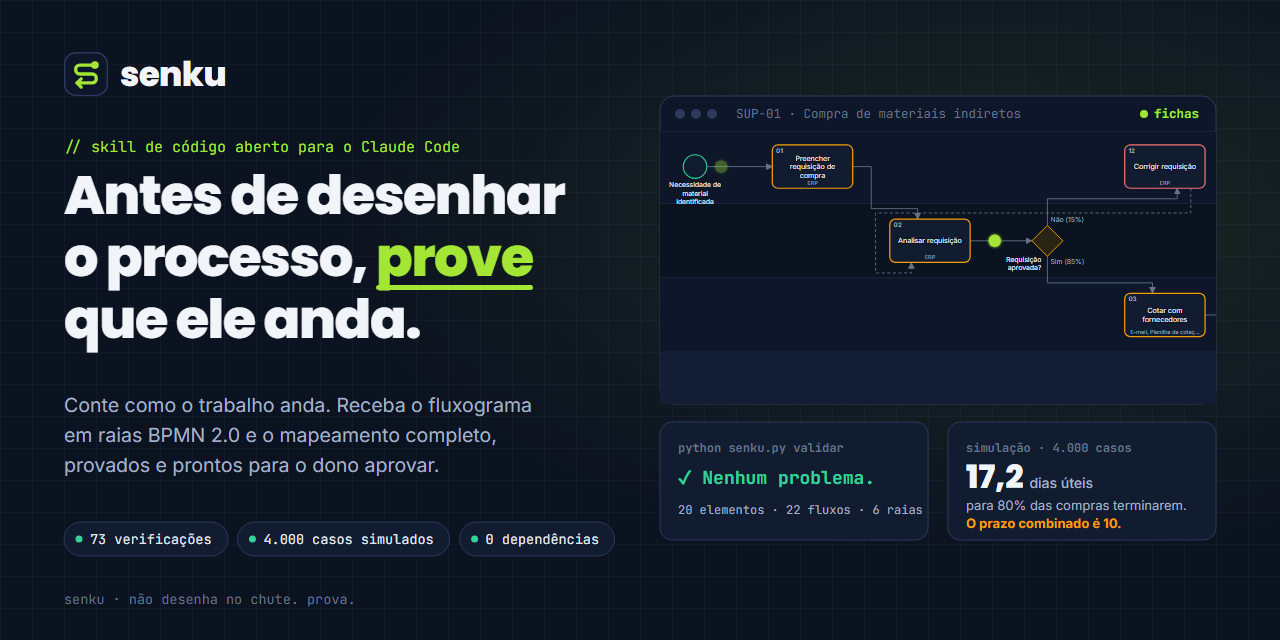 senku
// skill de código aberto para o Claude Code
Antes de desenhar
o processo, prove
que ele anda.
Conte como o trabalho anda. Receba o fluxograma
em raias BPMN 2.0 e o mapeamento completo,
provados e prontos para o dono aprovar.
73 verificações
4.000 casos simulados
0 dependências
senku · não desenha no chute. prova.
SUP-01 · Compra de materiais indiretos
fichas
Necessidade de
material
identificada
01
Preencher
requisição de
compra
ERP
02
Analisar requisição
ERP
Requisição
aprovada?
Não (15%)
Sim (85%)
12
Corrigir requisição
ERP
03
Cotar com
fornecedores
E-mail, Planilha de cotaç...
python senku.py validar
✓ Nenhum problema.
20 elementos · 22 fluxos · 6 raias
simulação · 4.000 casos
17,2 dias úteis
para 80% das compras terminarem.
O prazo combinado é 10.